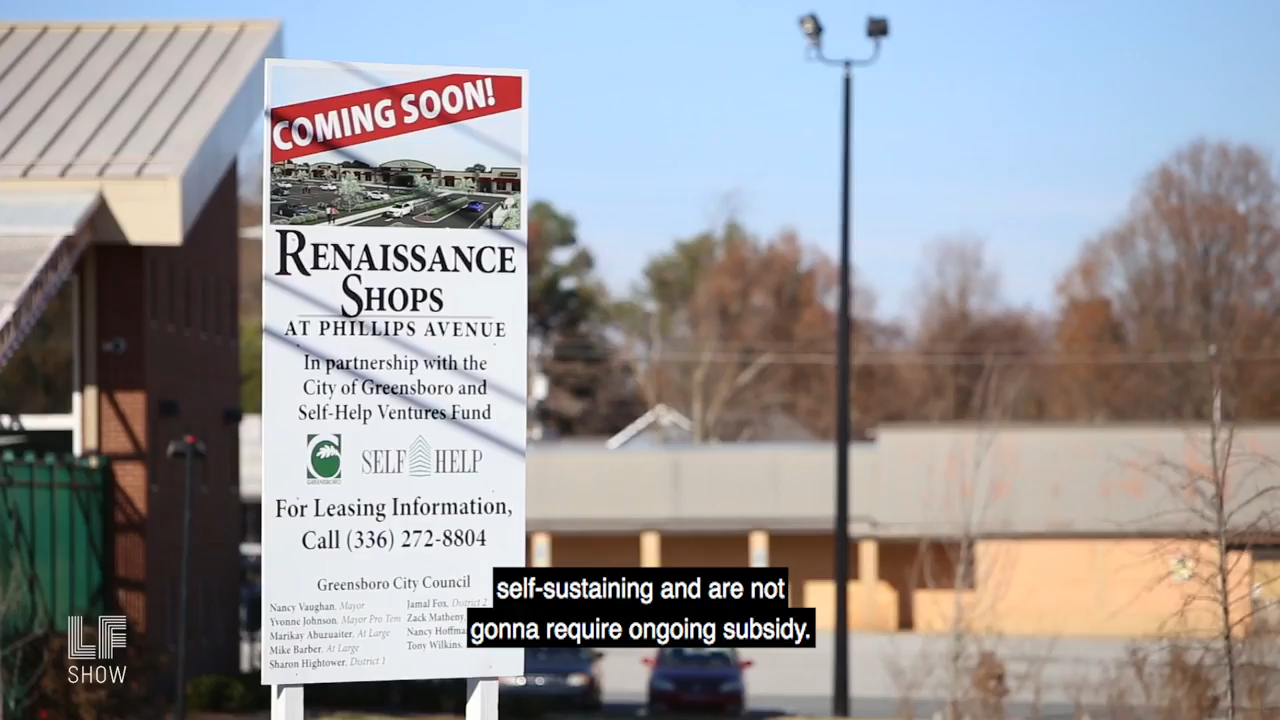 COMING SOON!
RENAISSANCE
SHOPS
AT PHILLIPS AVENUE
In partnership with the
City of Greensboro and
Self-Help Ventures Fund
GREENSBORO
SELF HELP
For Leasing Information,
Call (336) 272-8804
Greensboro City Council
Nancy Vaughan, Mayor
Yvonne Johnson, Mayor Pro Tem
Marikay Abuzuaiter, At Large
Mike Barber, At Large
Sharon Hightower, District 1
Jamal Fox, District 2
Zack Matheny,
Nancy
Tony Wilkins,
self-sustaining and are not
gonna require ongoing subsidy.
LF
SHOW